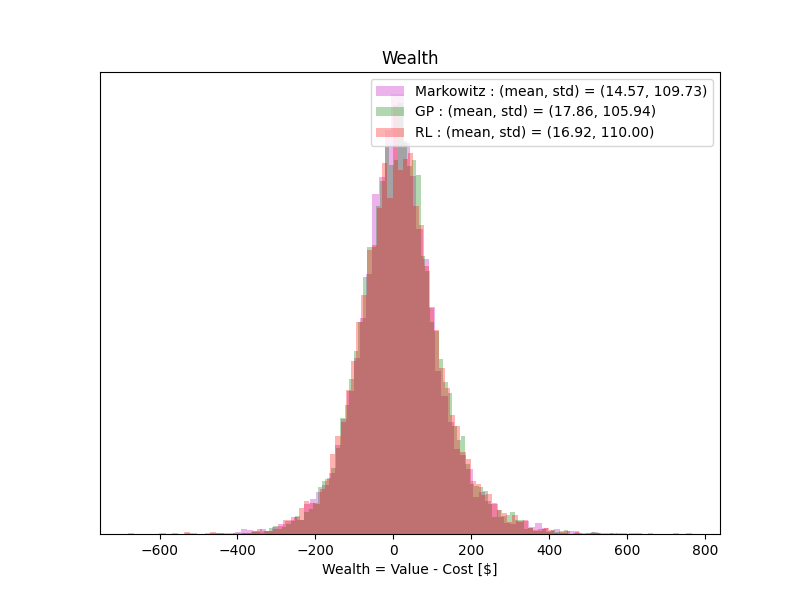 Wealth
Markowitz : (mean, std) = (14.57, 109.73)
GP : (mean, std) = (17.86, 105.94)
RL : (mean, std) = (16.92, 110.00)
−600 −400 −200 0 200 400 600 800
Wealth = Value - Cost [$]